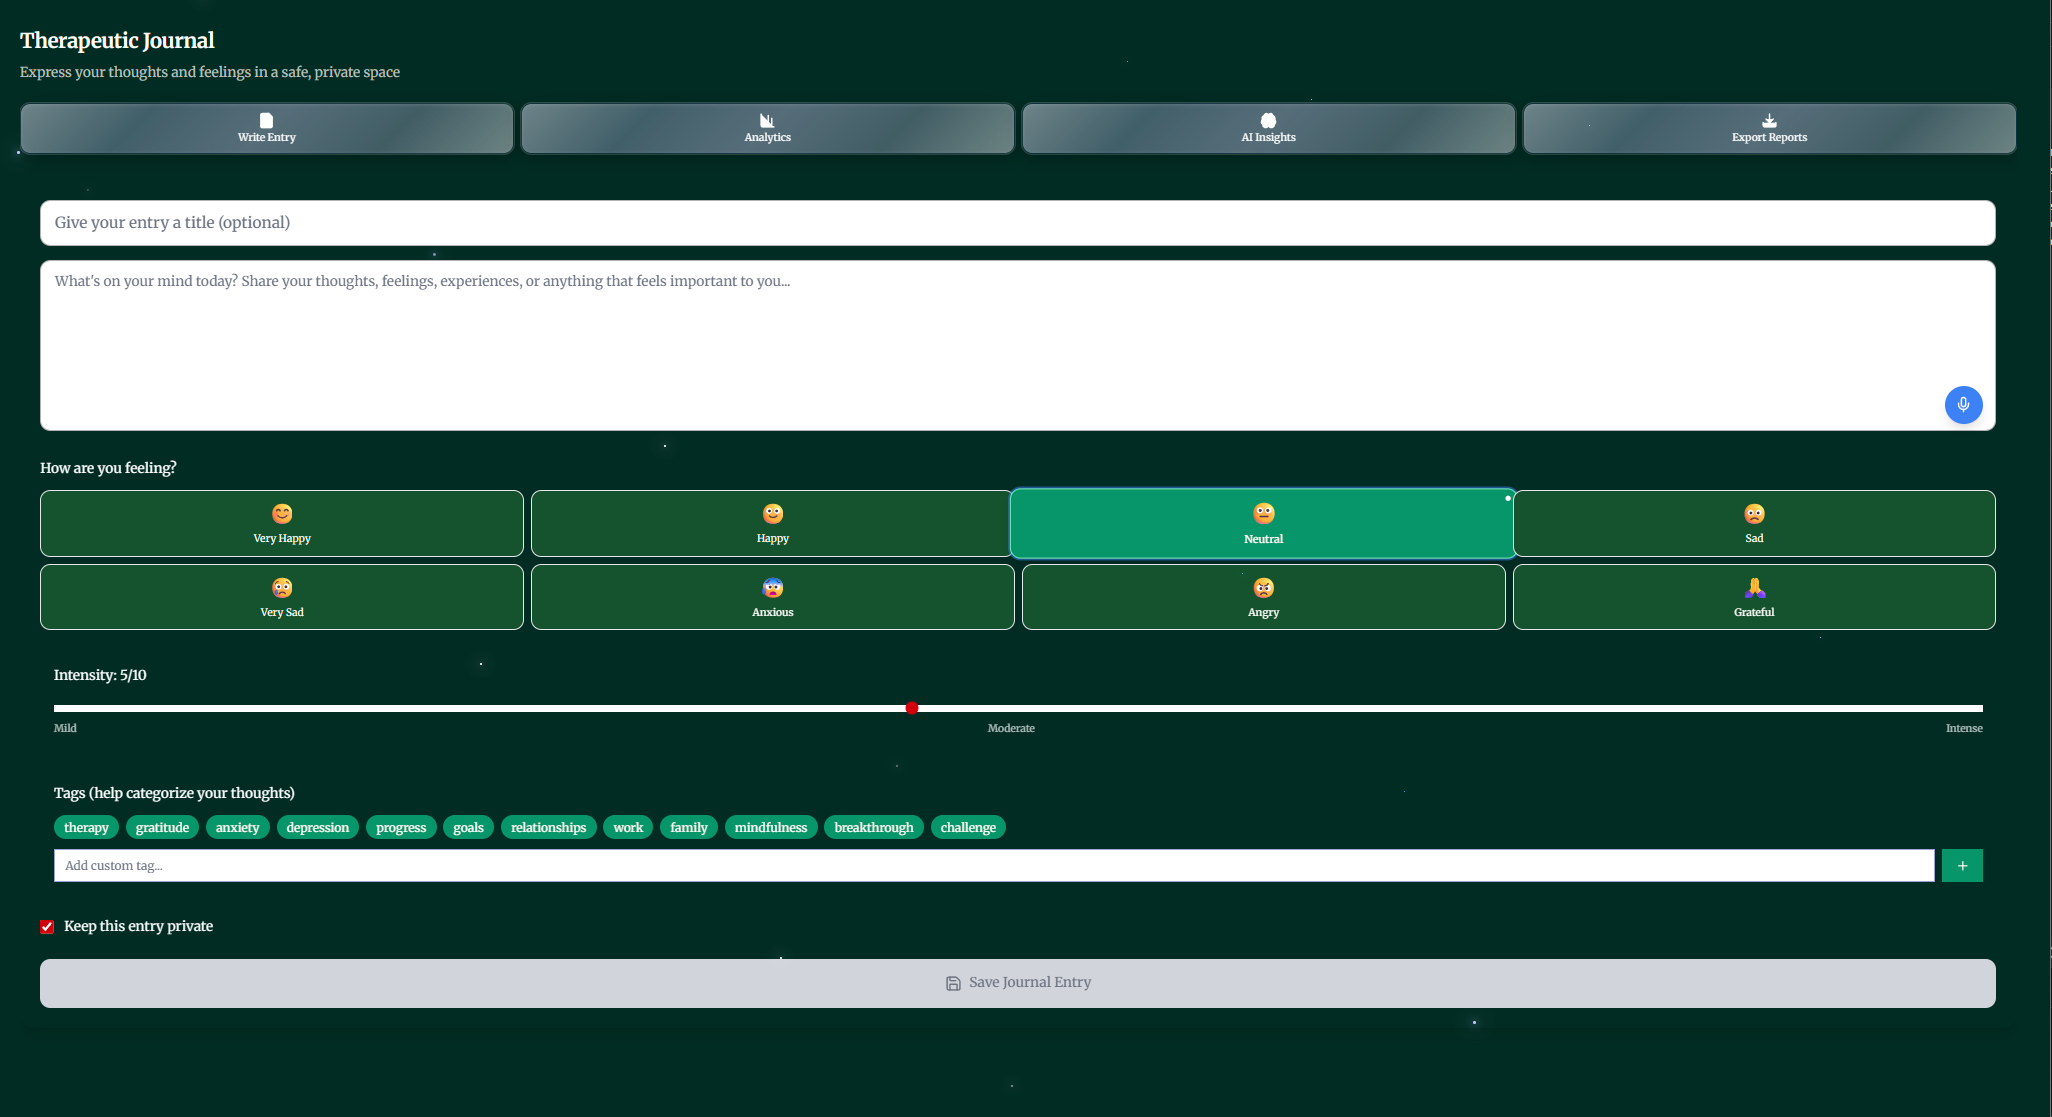 Therapeutic Journal
Express your thoughts and feelings in a safe, private space
Write Entry
Analytics
AI Insights
Export Reports
Give your entry a title (optional)
What's on your mind today? Share your thoughts, feelings, experiences, or anything that feels important to you...
How are you feeling?
Very Happy
Happy
Neutral
Sad
Very Sad
Anxious
Angry
Grateful
Intensity: 5/10
Mild
Moderate
Intense
Tags (help categorize your thoughts)
therapy
gratitude
anxiety
depression
progress
goals
relationships
work
family
mindfulness
breakthrough
challenge
Add custom tag...
+
Keep this entry private
Save Journal Entry